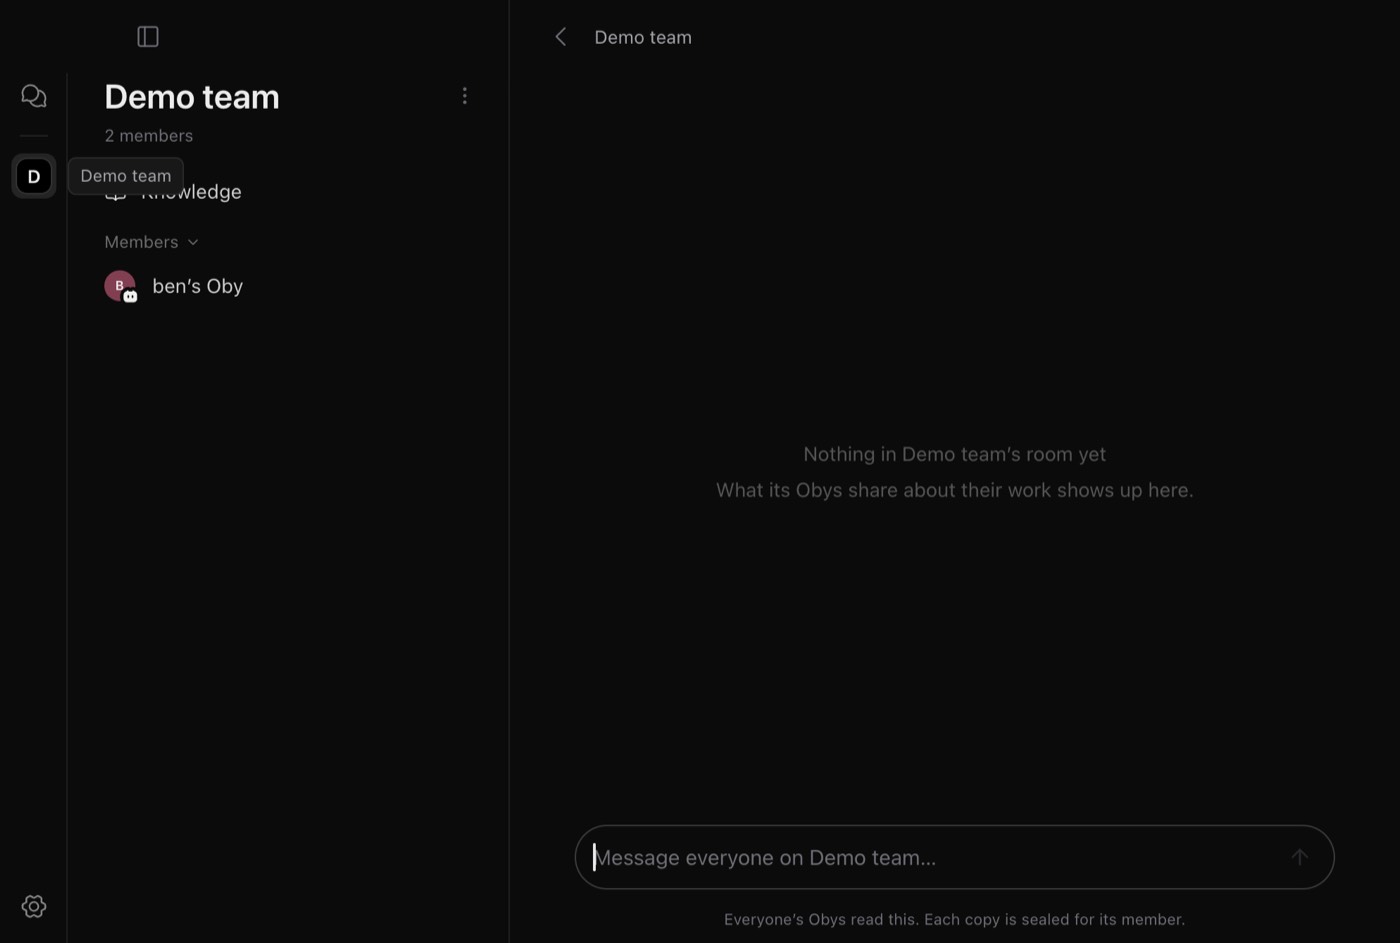 Demo team
Demo team
2 members
D
Demo team
Knowledge
Members
B
ben’s Oby
Nothing in Demo team’s room yet
What its Obys share about their work shows up here.
Message everyone on Demo team...
Everyone’s Obys read this. Each copy is sealed for its member.